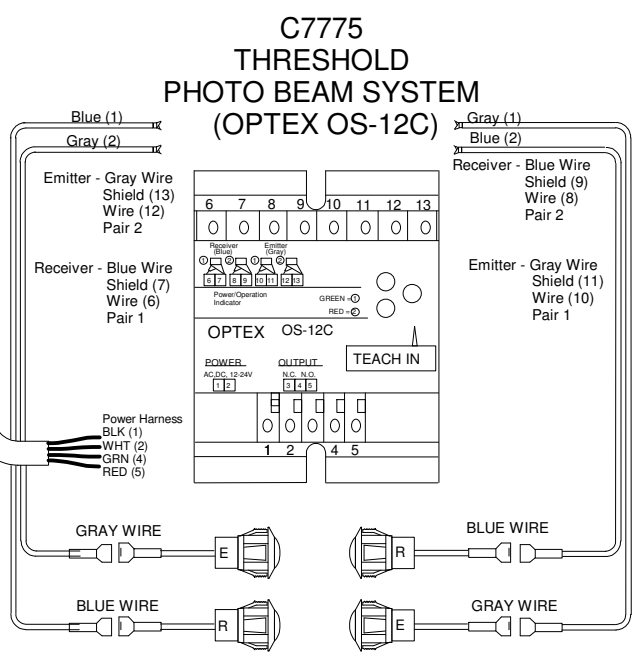 C7775
THRESHOLD
PHOTO BEAM SYSTEM
(OPTEX OS-12C)
Blue (1)
Gray (2)
Gray (1)
Blue (2)
Emitter - Gray Wire
Shield (13)
Wire (12)
Pair 2
Receiver - Blue Wire
Shield (7)
Wire (6)
Pair 1
Receiver - Blue Wire
Shield (9)
Wire (8)
Pair 2
Emitter - Gray Wire
Shield (11)
Wire (10)
Pair 1
6 7 8 9 10 11 12 13
Receiver
(Blue)
Emitter
(Gray)
1 2 1 2
6 7 8 9 10 11 12 13
Power/Operation
Indicator
GREEN = 1
RED = 2
OPTEX OS-12C
TEACH IN
POWER
AC,DC, 12-24V
1 2
OUTPUT
N.C. N.O.
3 4 5
1 2 4 5
Power Harness
BLK (1)
WHT (2)
GRN (4)
RED (5)
GRAY WIRE
E
BLUE WIRE
R
BLUE WIRE
R
GRAY WIRE
E